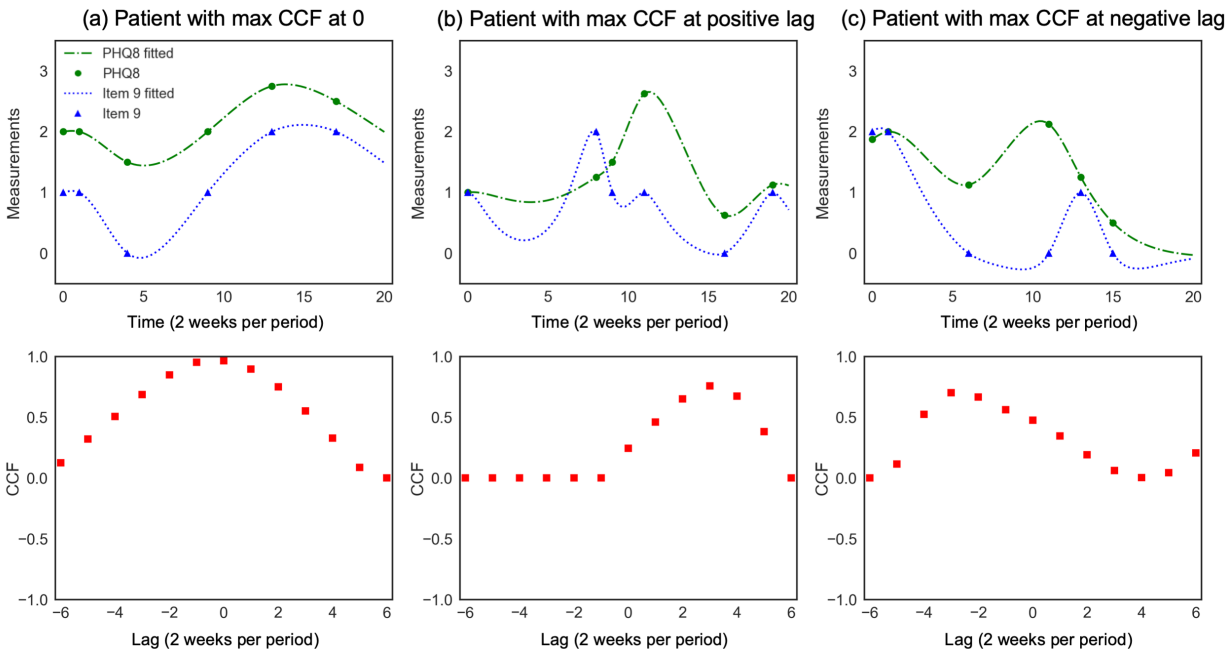 (a) Patient with max CCF at 0
(b) Patient with max CCF at positive lag
(c) Patient with max CCF at negative lag
PHQ8 fitted
PHQ8
Item 9 fitted
Item 9
Measurements
3
2
1
0
0 5 10 15 20
Time (2 weeks per period)
Measurements
3
2
1
0
0 5 10 15 20
Time (2 weeks per period)
Measurements
3
2
1
0
0 5 10 15 20
Time (2 weeks per period)
CCF
1.0
0.5
0.0
−0.5
−1.0
−6 −4 −2 0 2 4 6
Lag (2 weeks per period)
CCF
1.0
0.5
0.0
−0.5
−1.0
−6 −4 −2 0 2 4 6
Lag (2 weeks per period)
CCF
1.0
0.5
0.0
−0.5
−1.0
−6 −4 −2 0 2 4 6
Lag (2 weeks per period)